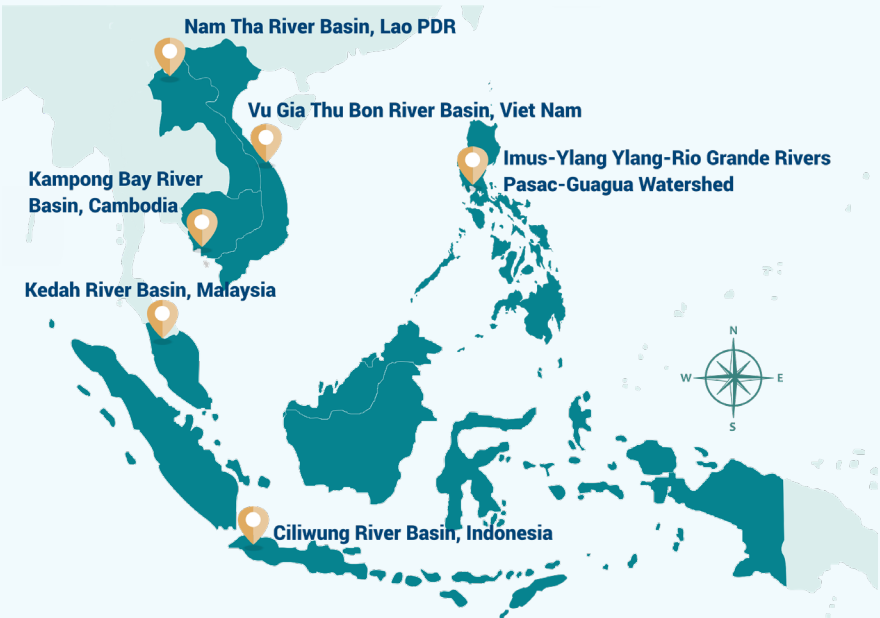 Nam Tha River Basin, Lao PDR
Vu Gia Thu Bon River Basin, Viet Nam
Imus-Ylang Ylang-Rio Grande Rivers
Pasac-Guagua Watershed
Kampong Bay River
Basin, Cambodia
Kedah River Basin, Malaysia
N
W E
S
Ciliwung River Basin, Indonesia